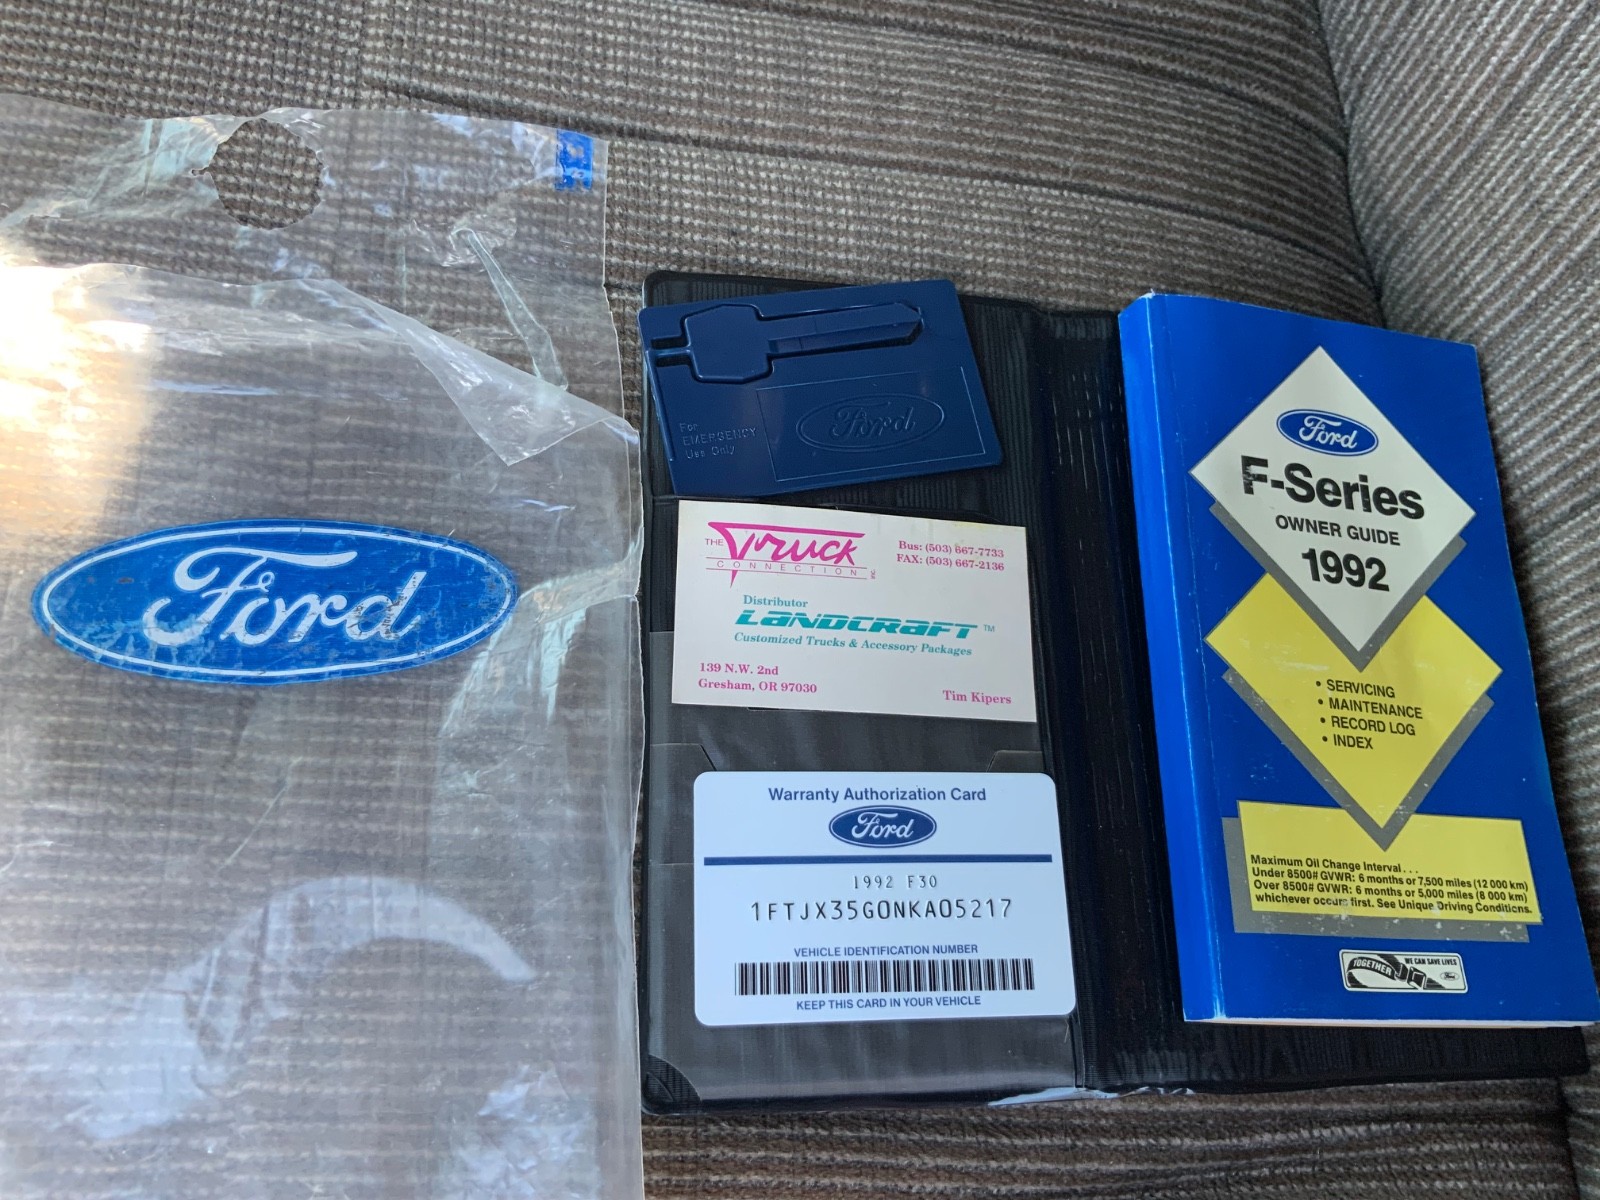 Ford
For
EMERGENCY
Use Only
Ford
THE Truck
CONNECTION INC
Bus: (503) 667-7733
FAX: (503) 667-2136
Distributor
LANDCRAFT ™
Customized Trucks & Accessory Packages
139 N.W. 2nd
Gresham, OR 97030
Tim Kipers
Warranty Authorization Card
Ford
1992 F30
1FTJX35G0NKA05217
VEHICLE IDENTIFICATION NUMBER
KEEP THIS CARD IN YOUR VEHICLE
Ford
F-Series
OWNER GUIDE
1992
• SERVICING
• MAINTENANCE
• RECORD LOG
• INDEX
Maximum Oil Change Interval . . .
Under 8500# GVWR: 6 months or 7,500 miles (12 000 km)
Over 8500# GVWR: 6 months or 5,000 miles (8 000 km)
whichever occurs first. See Unique Driving Conditions.
TOGETHER WE CAN SAVE LIVES
Ford